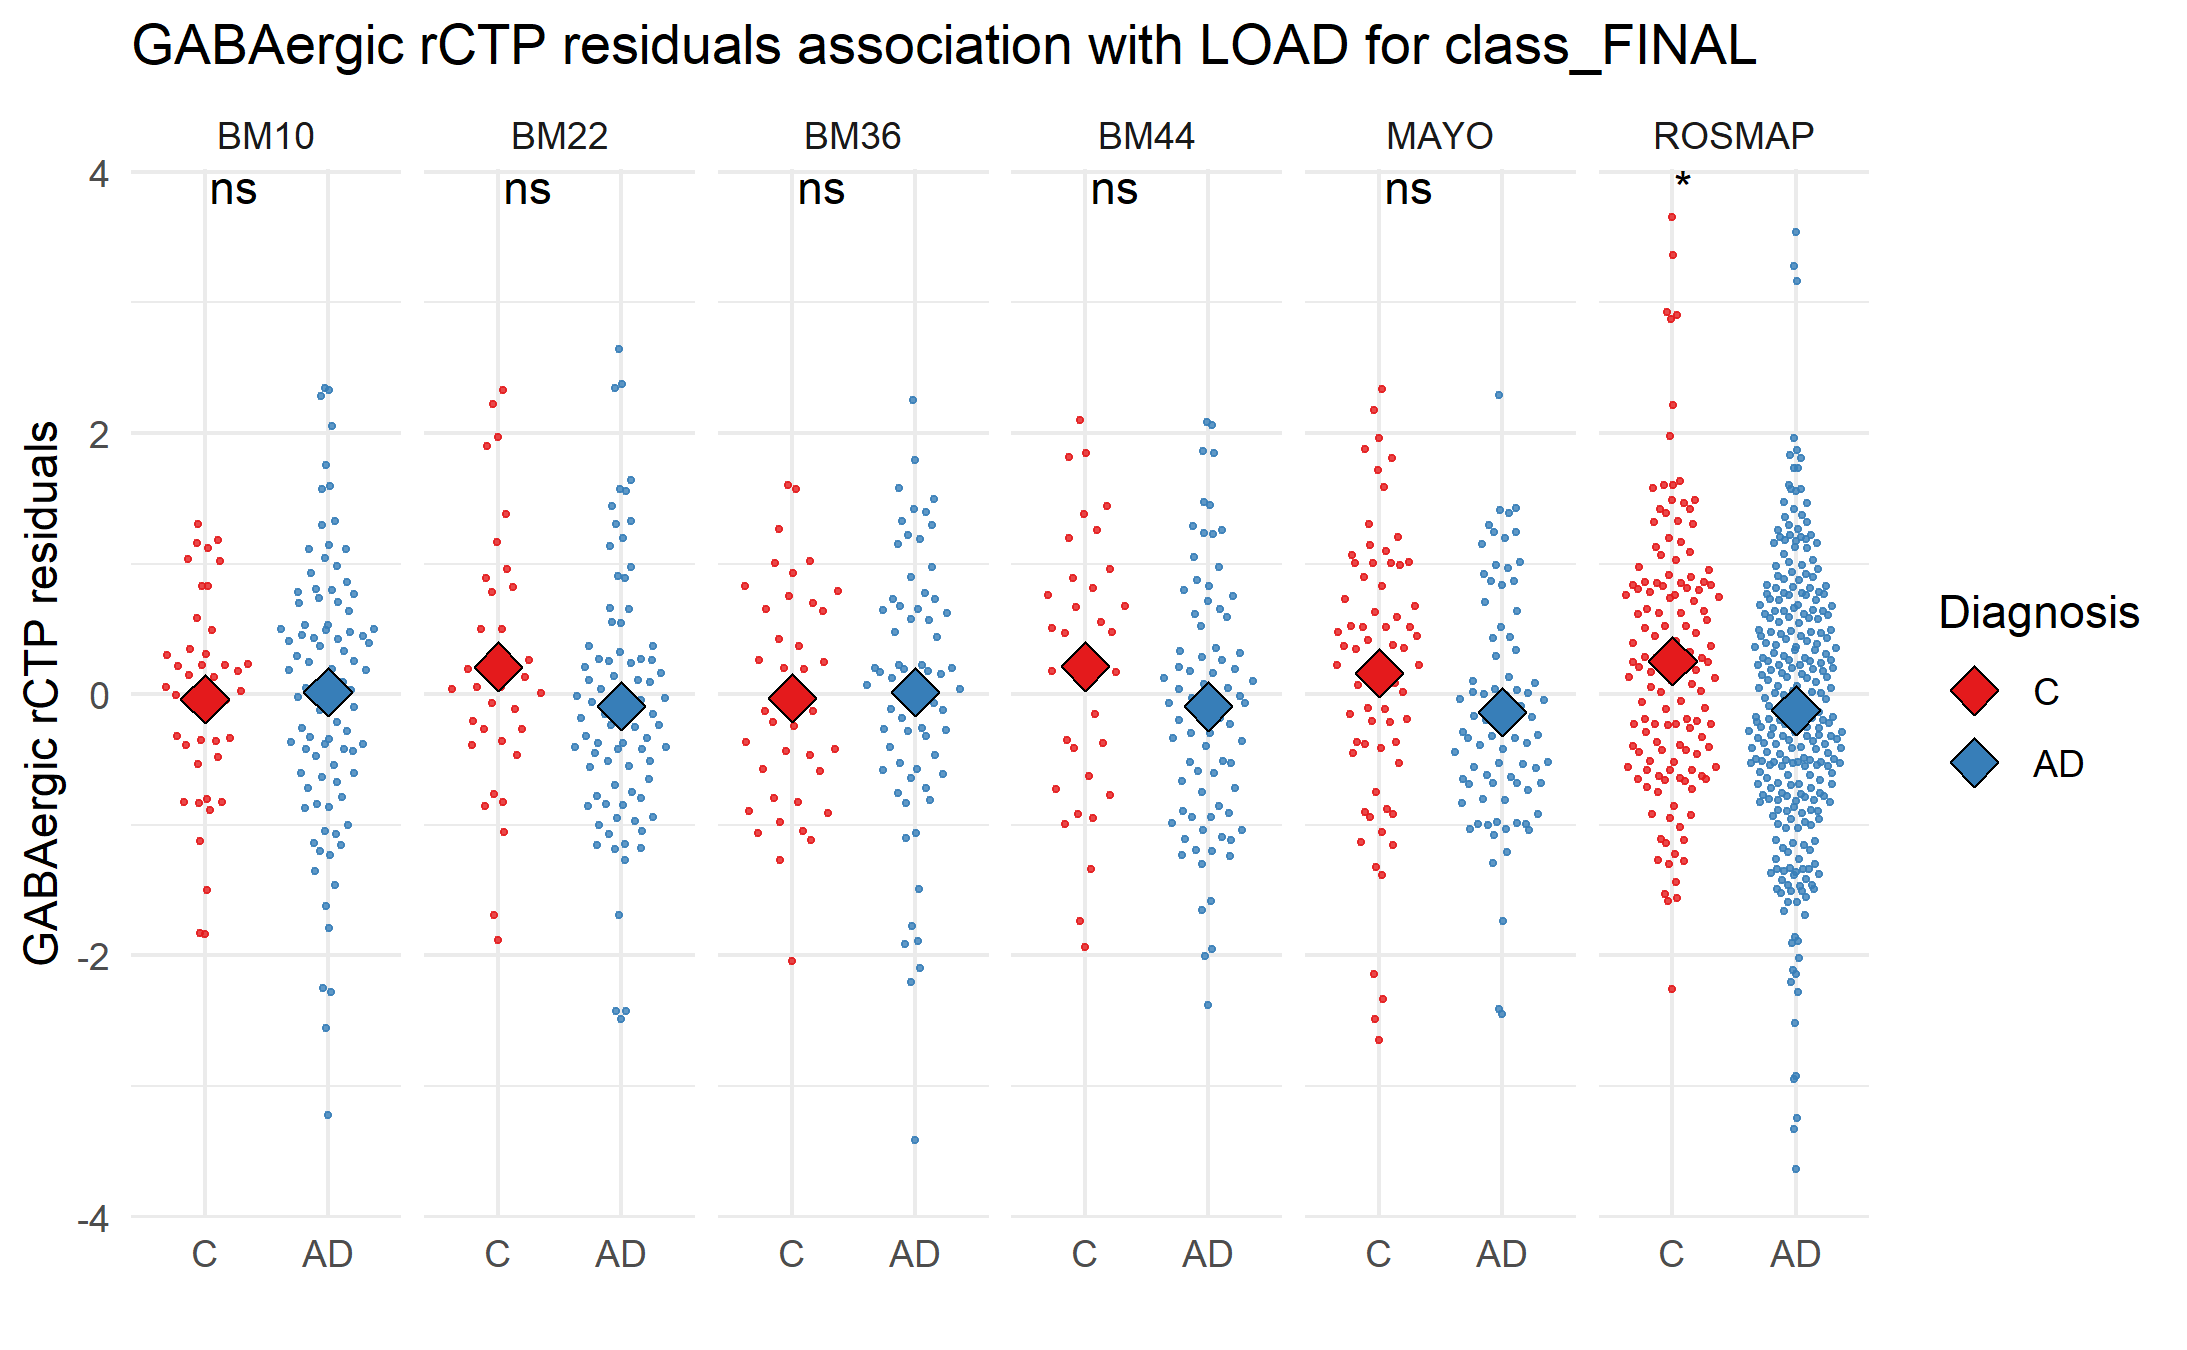 GABAergic rCTP residuals association with LOAD for class_FINAL
BM10 BM22 BM36 BM44 MAYO ROSMAP
ns ns ns ns ns *
4
2
0
-2
-4
GABAergic rCTP residuals
C AD C AD C AD C AD C AD C AD
Diagnosis
C
AD